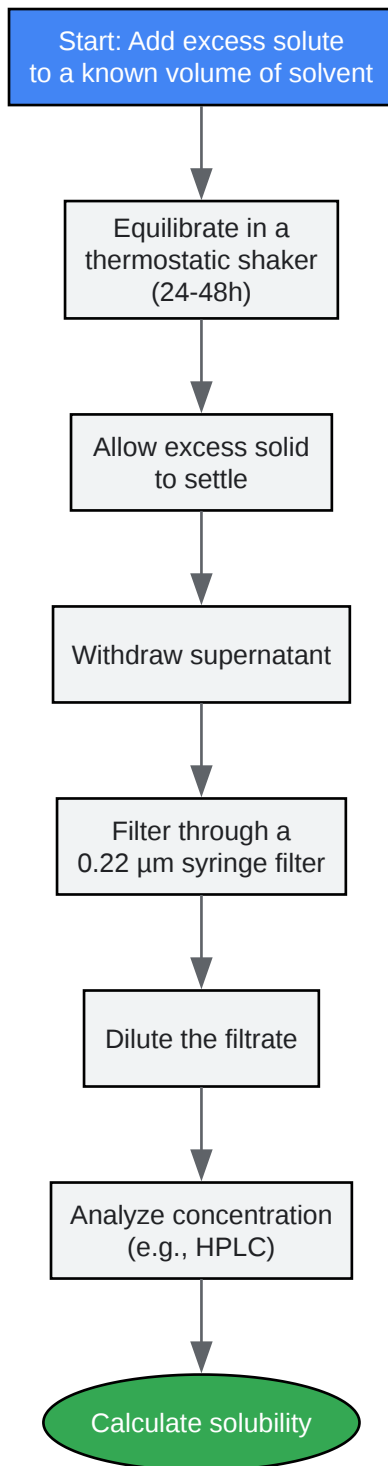 Start: Add excess solute
to a known volume of solvent
Equilibrate in a
thermostatic shaker
(24-48h)
Allow excess solid
to settle
Withdraw supernatant
Filter through a
0.22 µm syringe filter
Dilute the filtrate
Analyze concentration
(e.g., HPLC)
Calculate solubility